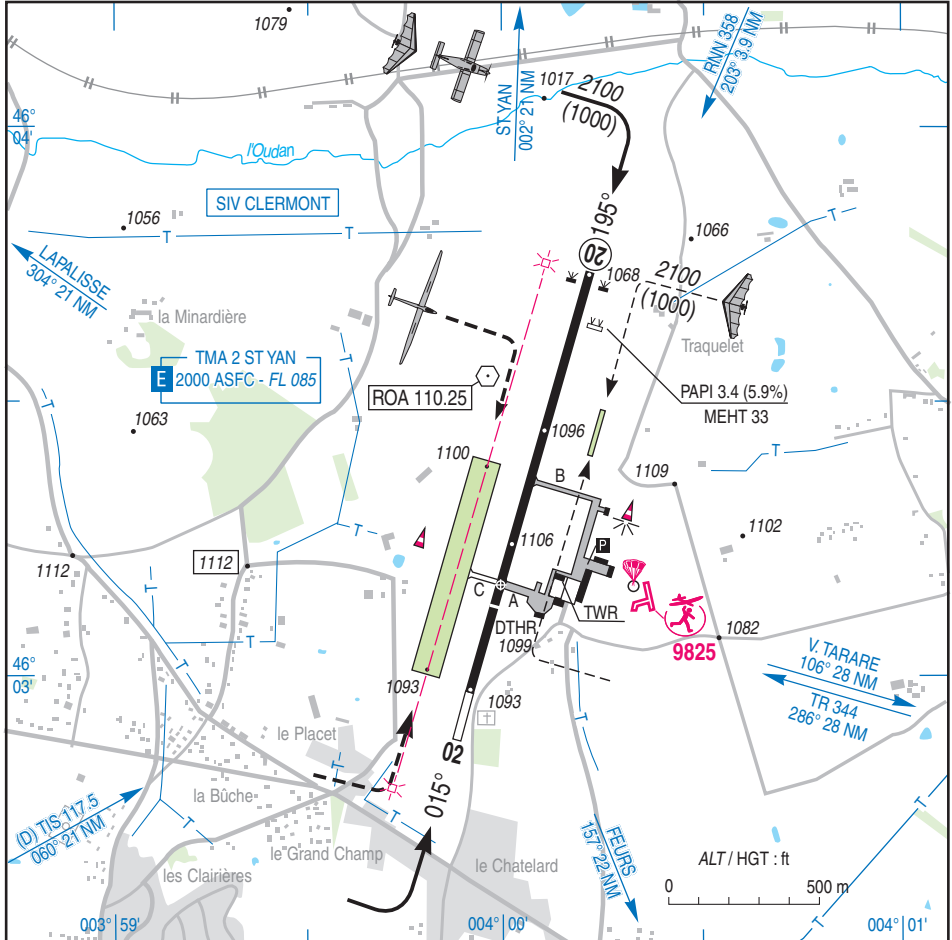 1079
RNN 358
203° 3.9 NM
ST YAN
002° 21 NM
1017
2100
(1000)
46°
04'
l'Oudan
SIV CLERMONT
1056
T
T
T
195°
1066
LAPALISSE
304° 21 NM
20
1068
2100
(1000)
la Minardière
Traquelet
TMA 2 ST YAN
E
2000 ASFC - FL 085
ROA 110.25
PAPI 3.4 (5.9%)
MEHT 33
T
T
1063
1096
1100
T
B
1109
T
1106
1102
P
1112
1112
T
C
A
TWR
DTHR
1099
1082
9825
T
T
V. TARARE
106° 28 NM
TR 344
286° 28 NM
46°
03'
1093
1093
T
le Placet
02
T
la Bûche
015°
(D) TIS 117.5
060° 21 NM
T
T
T
le Grand Champ
le Chatelard
les Clairières
FEURS
157° 22 NM
T
ALT / HGT : ft
0
500 m
T
003° 59'
004° 00'
004° 01'